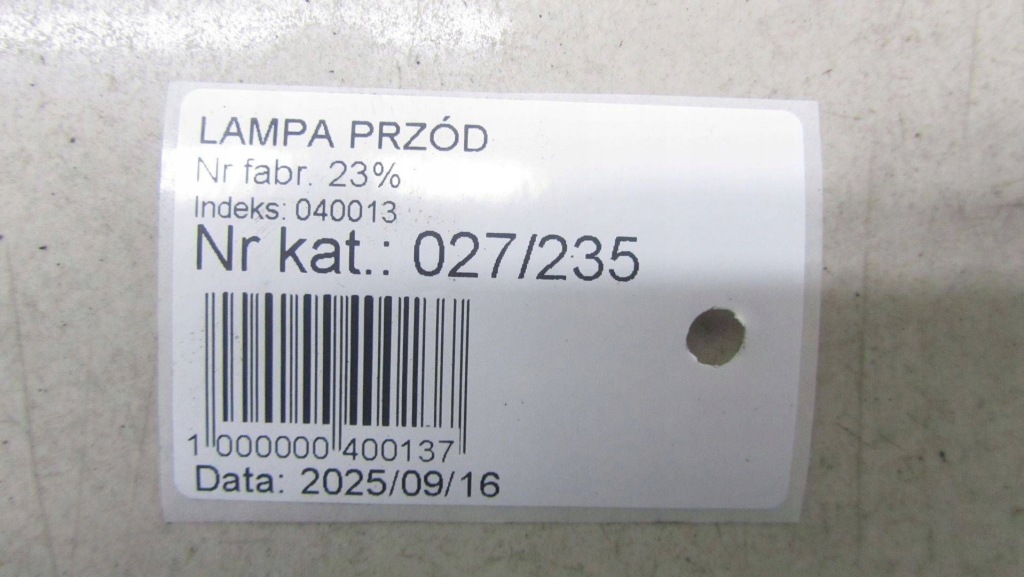 LAMPA PRZÓD
Nr fabr. 23%
Indeks: 040013
Nr kat.: 027/235
1 000000 400137
Data: 2025/09/16